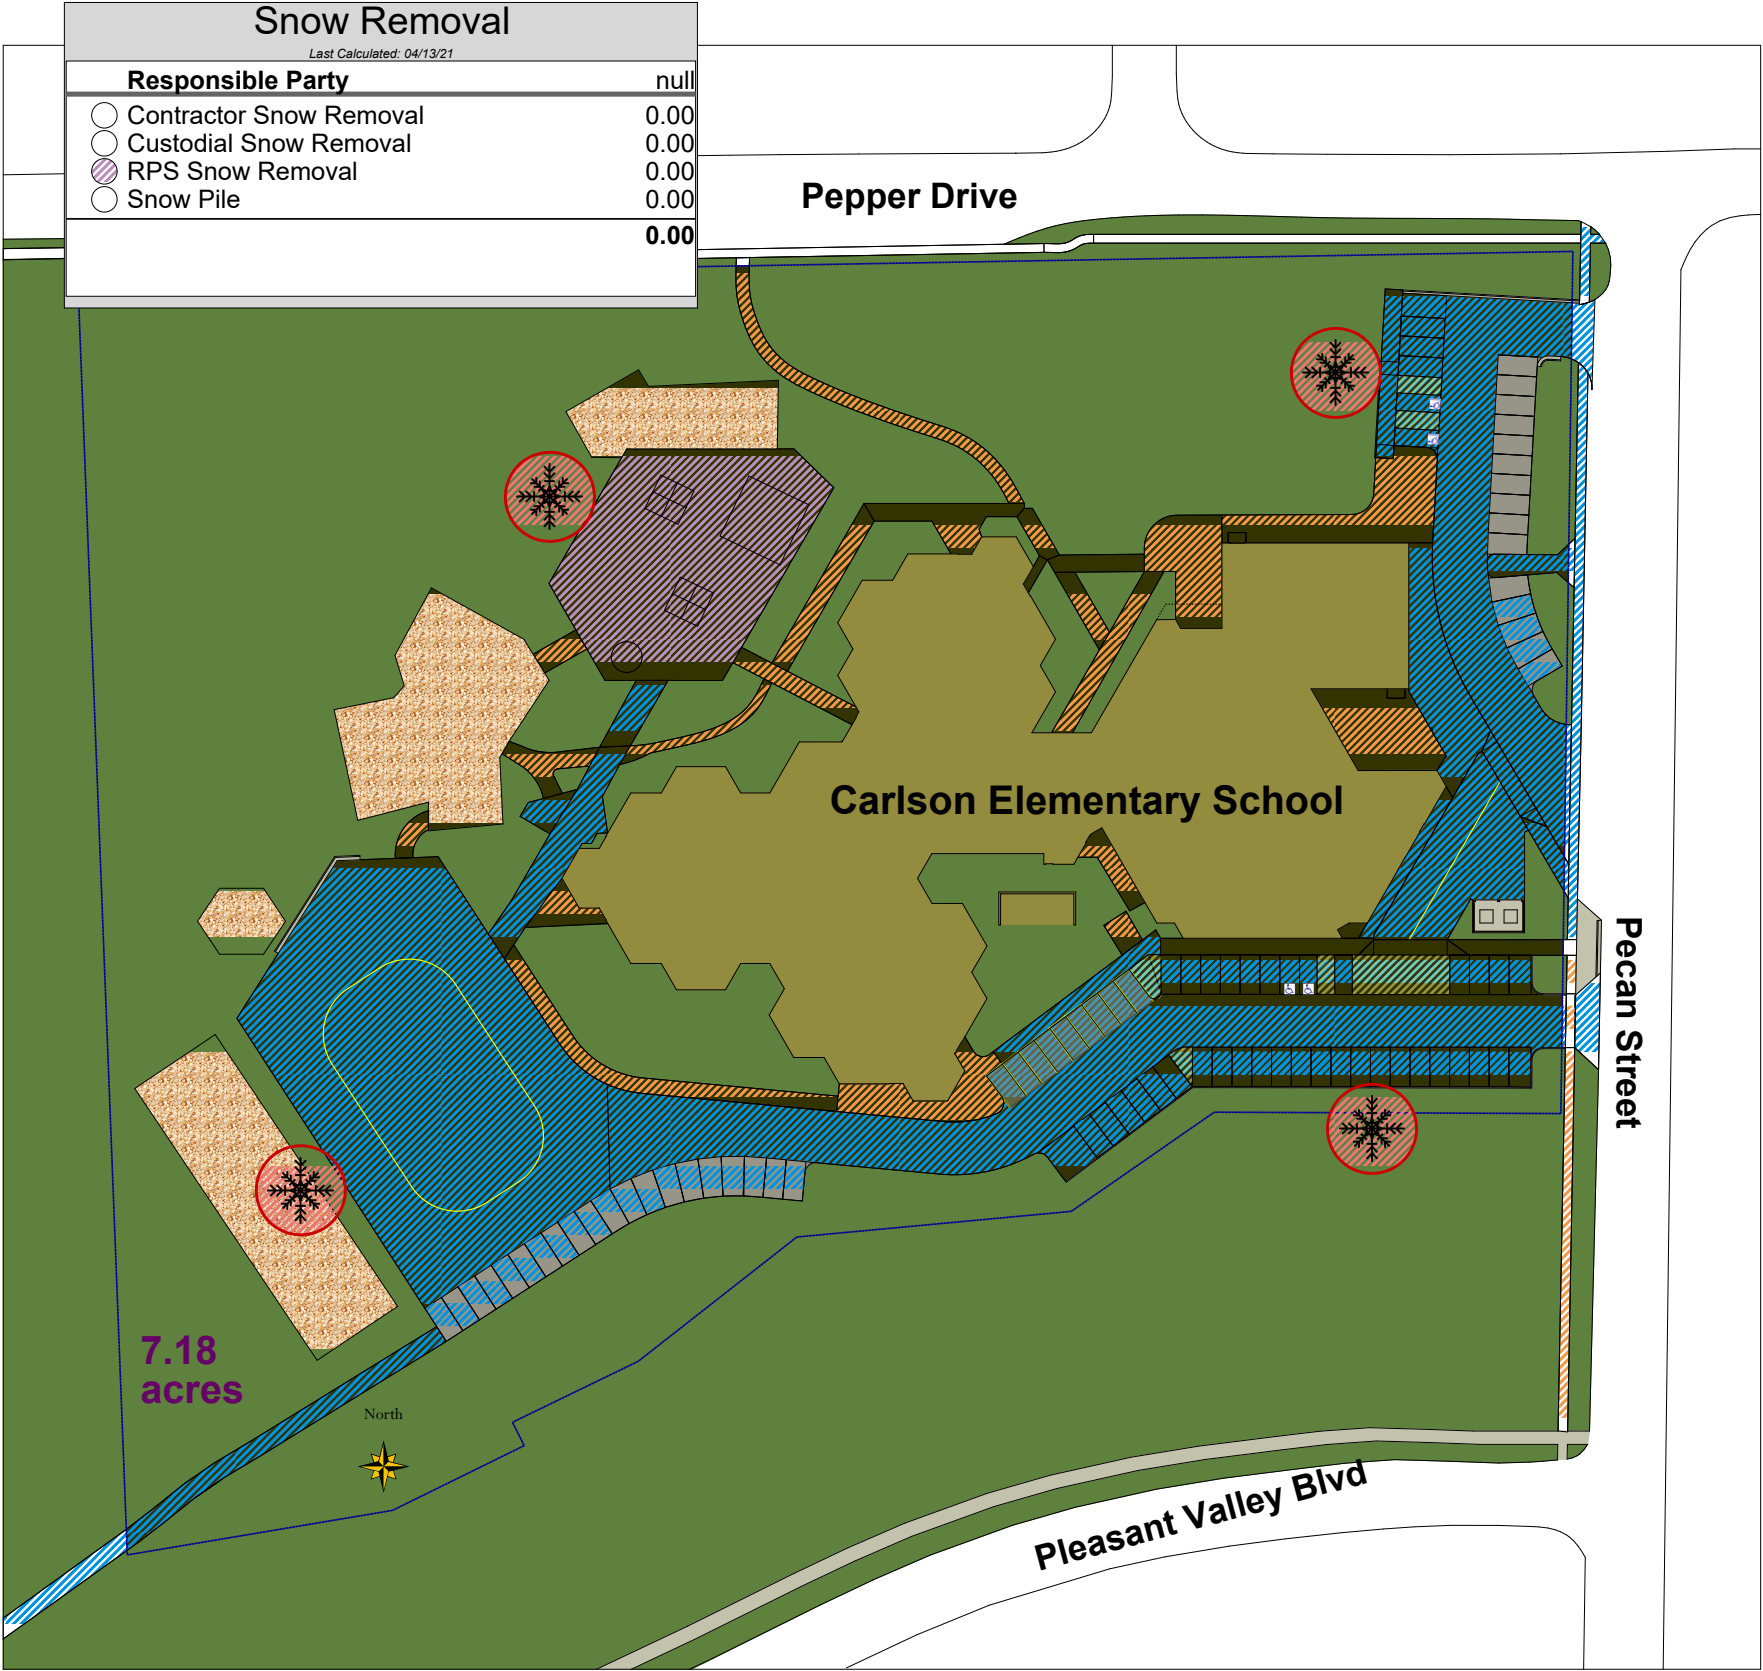 Snow Removal
Last Calculated: 04/13/21
Responsible Party null
Contractor Snow Removal 0.00
Custodial Snow Removal 0.00
RPS Snow Removal 0.00
Snow Pile 0.00
0.00
Pepper Drive
Carlson Elementary School
Pecan Street
7.18
acres
North
Pleasant Valley Blvd